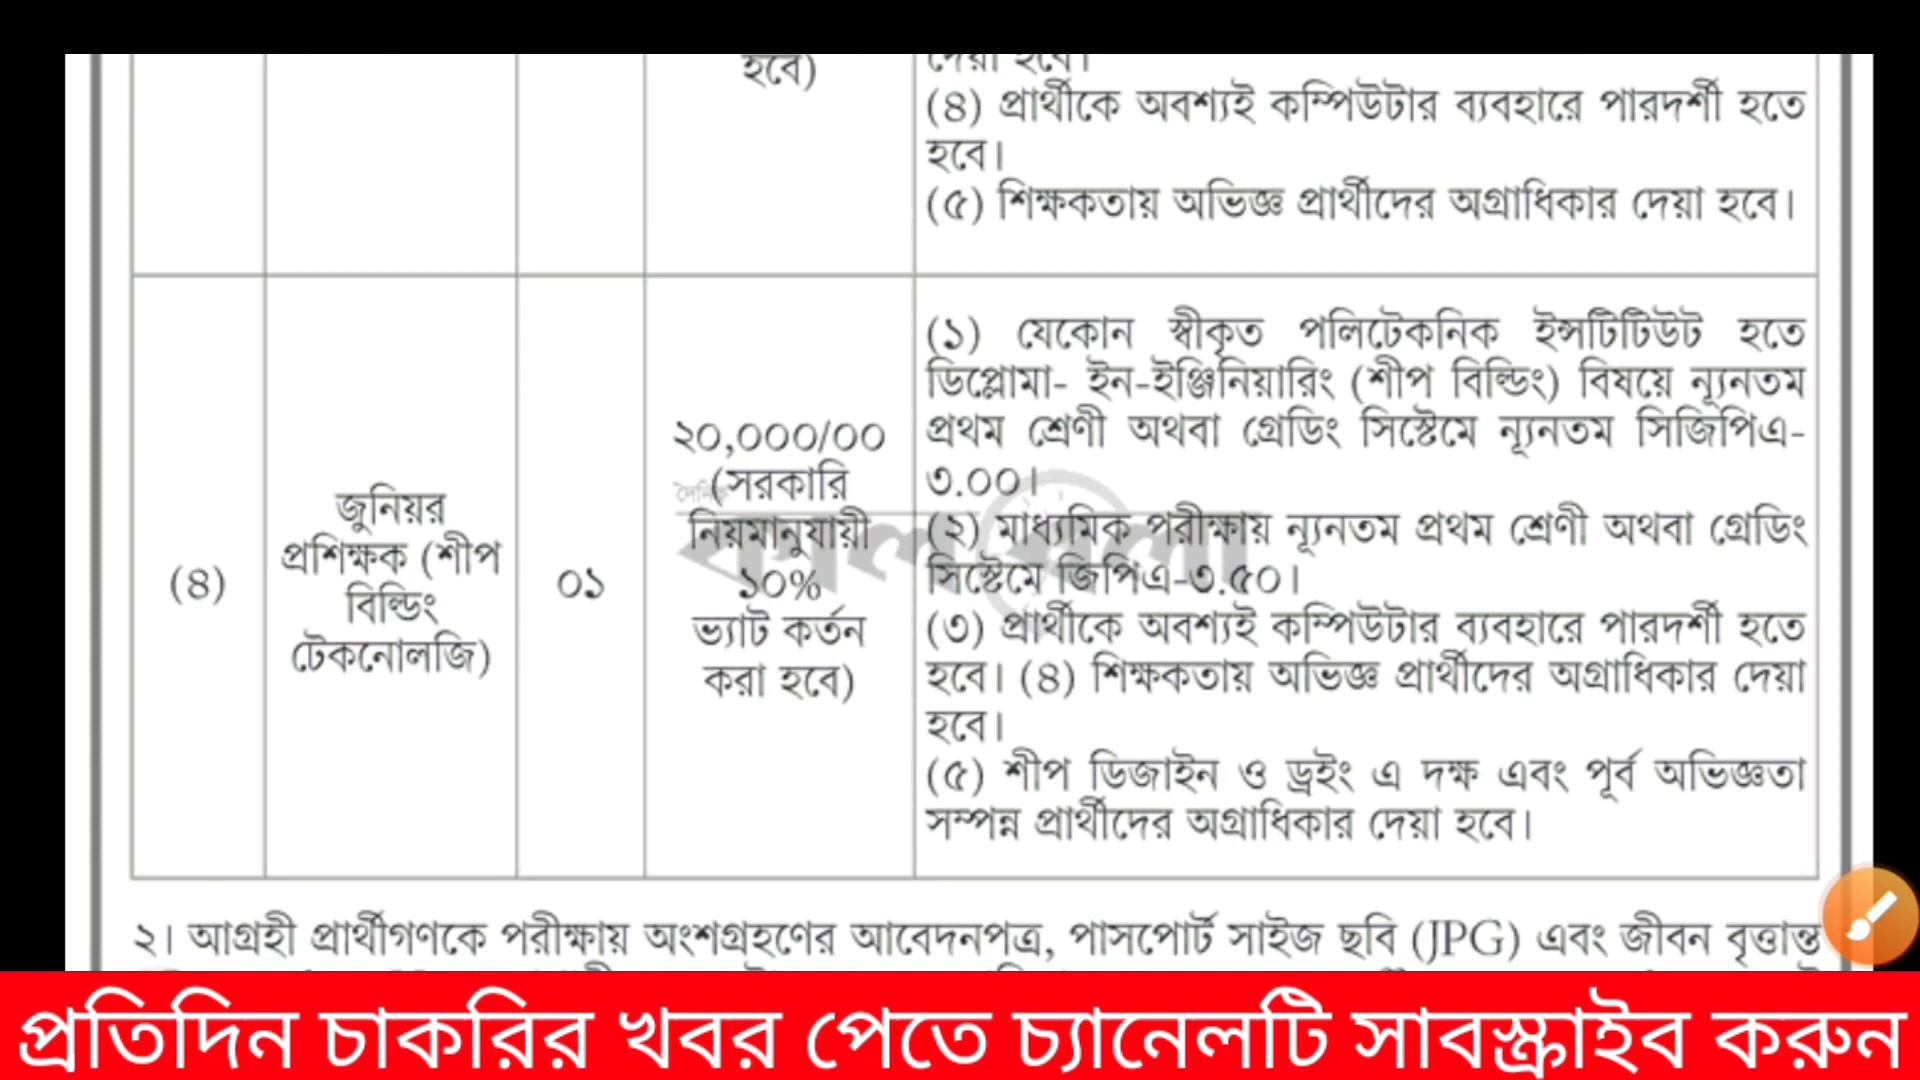 হবে)
দেয়া হবে।
(৪) প্রার্থীকে অবশ্যই কম্পিউটার ব্যবহারে পারদর্শী হতে
হবে।
(৫) শিক্ষকতায় অভিজ্ঞ প্রার্থীদের অগ্রাধিকার দেয়া হবে।
(৪)
জুনিয়র
প্রশিক্ষক (শীপ
বিল্ডিং
টেকনোলজি)
০১
২০,০০০/০০
(সরকারি
নিয়মানুযায়ী
১০%
ভ্যাট কর্তন
করা হবে)
(১) যেকোন স্বীকৃত পলিটেকনিক ইন্সটিটিউট হতে
ডিপ্লোমা- ইন-ইঞ্জিনিয়ারিং (শীপ বিল্ডিং) বিষয়ে ন্যূনতম
প্রথম শ্রেণী অথবা গ্রেডিং সিস্টেমে ন্যূনতম সিজিপিএ-
৩.০০।
(২) মাধ্যমিক পরীক্ষায় ন্যূনতম প্রথম শ্রেণী অথবা গ্রেডিং
সিস্টেমে জিপিএ-৩.৫০।
(৩) প্রার্থীকে অবশ্যই কম্পিউটার ব্যবহারে পারদর্শী হতে
হবে। (৪) শিক্ষকতায় অভিজ্ঞ প্রার্থীদের অগ্রাধিকার দেয়া
হবে।
(৫) শীপ ডিজাইন ও ড্রইং এ দক্ষ এবং পূর্ব অভিজ্ঞতা
সম্পন্ন প্রার্থীদের অগ্রাধিকার দেয়া হবে।
দৈনিক
কালবেলা
২। আগ্রহী প্রার্থীগণকে পরীক্ষায় অংশগ্রহণের আবেদনপত্র, পাসপোর্ট সাইজ ছবি (JPG) এবং জীবন বৃত্তান্ত
প্রতিদিন চাকরির খবর পেতে চ্যানেলটি সাবস্ক্রাইব করুন